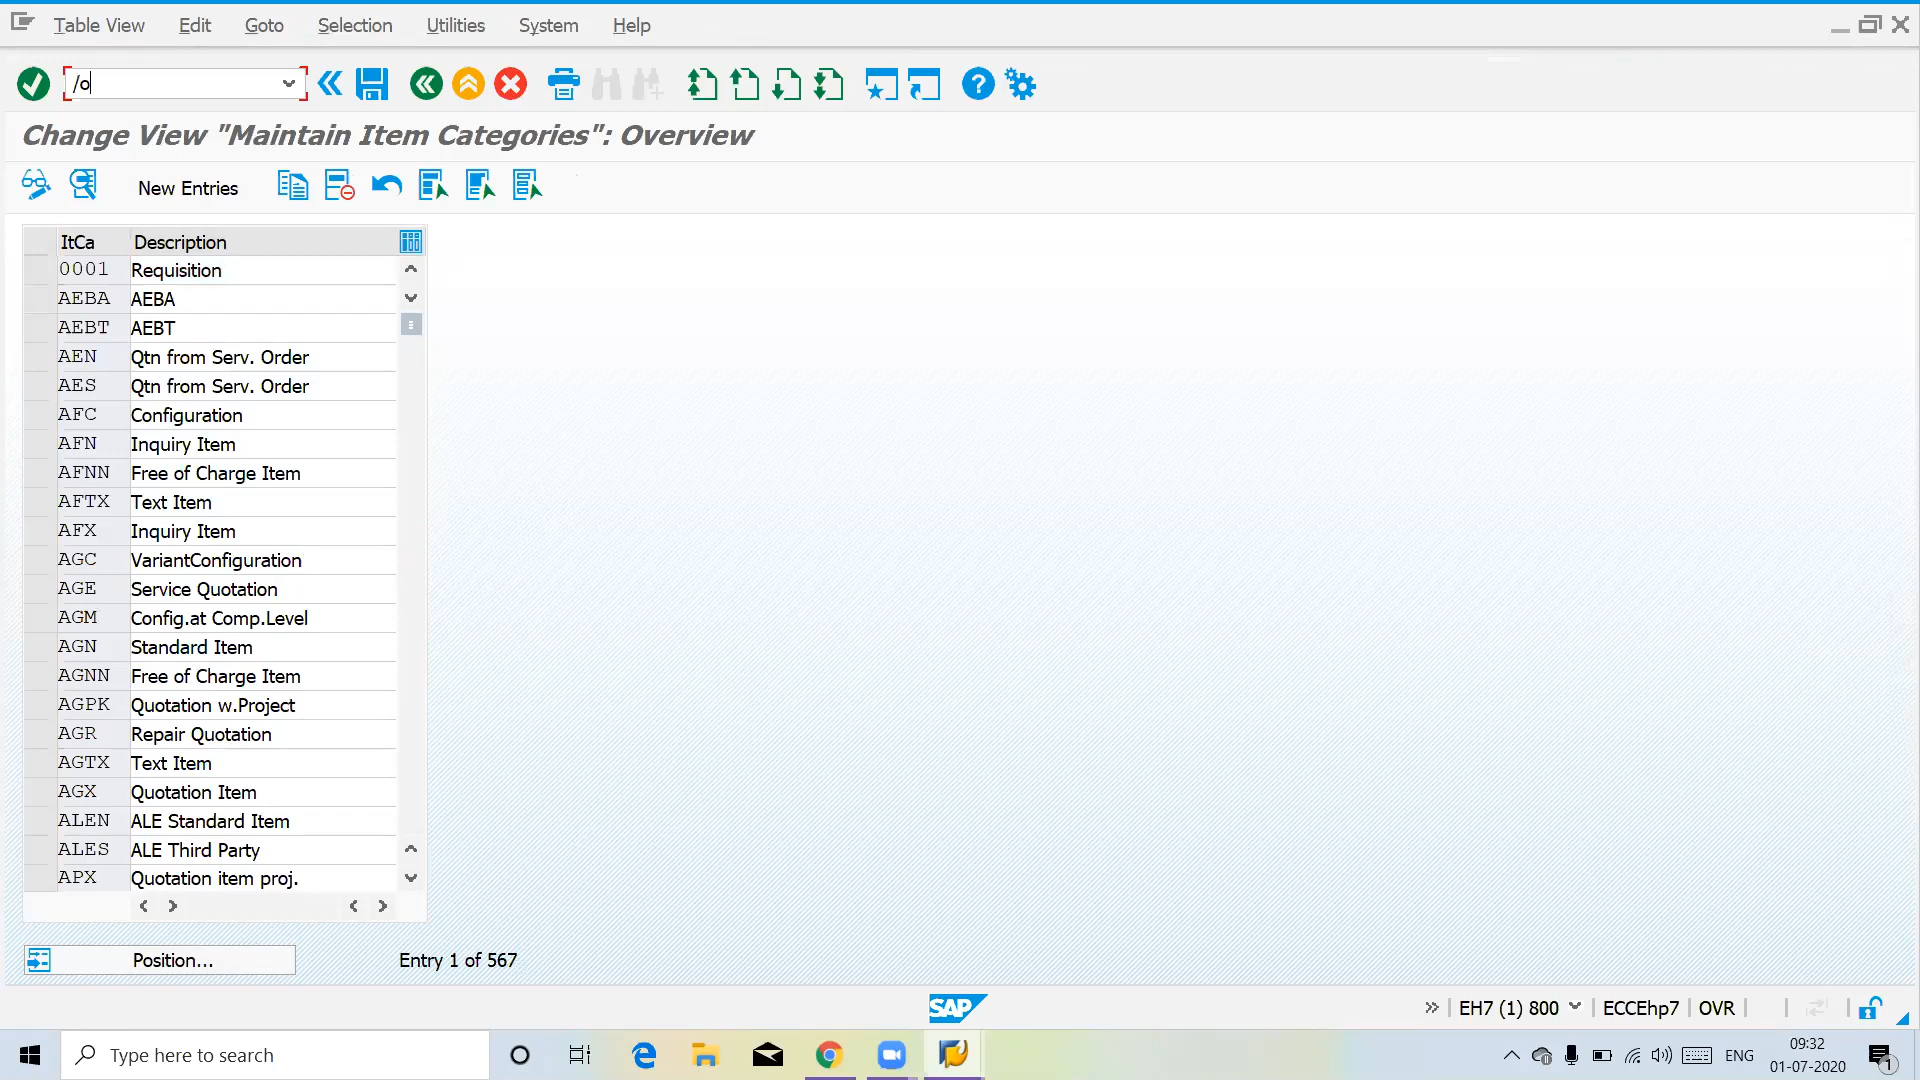 Table View Edit Goto Selection Utilities System Help
/o
Change View "Maintain Item Categories": Overview
New Entries
ItCa Description
0001 Requisition
AEBA AEBA
AEBT AEBT
AEN Qtn from Serv. Order
AES Qtn from Serv. Order
AFC Configuration
AFN Inquiry Item
AFNN Free of Charge Item
AFTX Text Item
AFX Inquiry Item
AGC VariantConfiguration
AGE Service Quotation
AGM Config.at Comp.Level
AGN Standard Item
AGNN Free of Charge Item
AGPK Quotation w.Project
AGR Repair Quotation
AGTX Text Item
AGX Quotation Item
ALEN ALE Standard Item
ALES ALE Third Party
APX Quotation item proj.
Position... Entry 1 of 567
SAP EH7 (1) 800 ECCEhp7 OVR
Type here to search ENG 09:32
01-07-2020 1